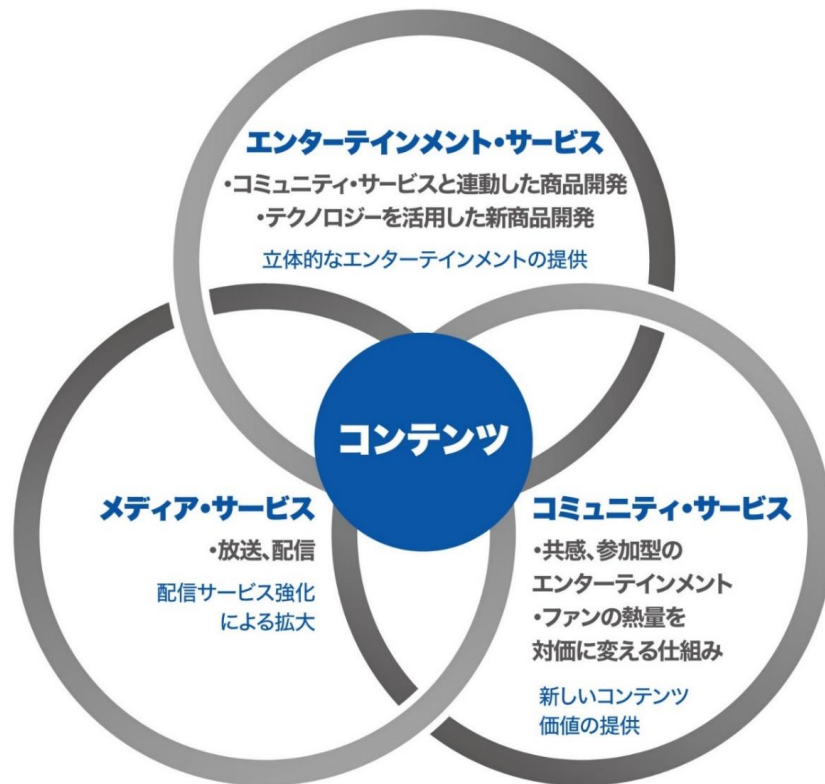 エンターテインメント・サービス
・コミュニティ・サービスと連動した商品開発
・テクノロジーを活用した新商品開発
立体的なエンターテインメントの提供
コンテンツ
メディア・サービス
・放送、配信
配信サービス強化
による拡大
コミュニティ・サービス
・共感、参加型の
エンターテインメント
・ファンの熱量を
対価に変える仕組み
新しいコンテンツ
価値の提供